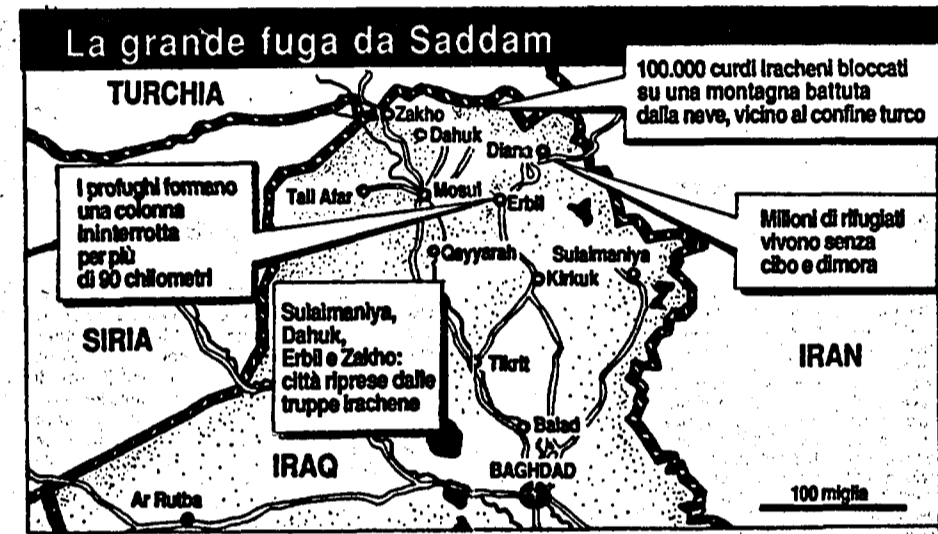 La grande fuga da Saddam
TURCHIA
100.000 curdi iracheni bloccati
su una montagna battuta
dalla neve, vicino al confine turco
Zakho
Dahuk
Diana
I profughi formano
una colonna
ininterrotta
per più
di 90 chilometri
Tall Afar
Mosul
Erbil
Milioni di rifugiati
vivono senza
cibo e dimora
Qayyarah
Sulaimaniya
Kirkuk
SIRIA
Sulaimaniya,
Dahuk,
Erbil e Zakho:
città riprese dalle
truppe irachene
Tikrit
IRAN
Balad
IRAQ
BAGHDAD
Ar Rutba
100 miglia